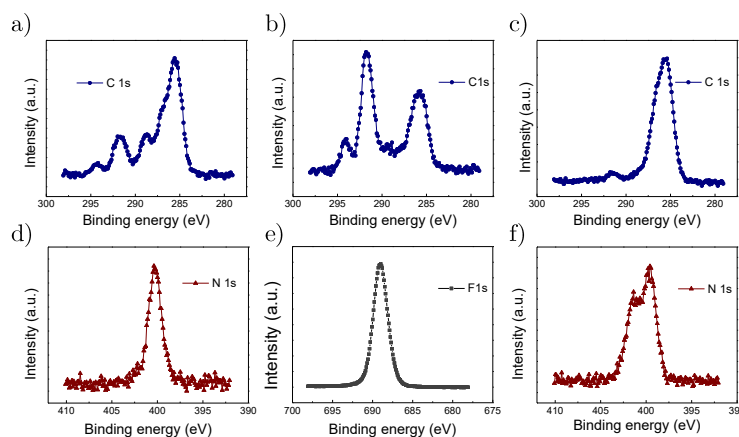 a)
C 1s
Intensity (a.u.)
300 295 290 285 280
Binding energy (eV)
b)
C1s
Intensity (a.u.)
300 295 290 285 280
Binding energy (eV)
c)
C 1s
Intensity (a.u.)
300 295 290 285 280
Binding energy (eV)
d)
N 1s
Intensity (a.u.)
410 405 400 395 390
Binding energy (eV)
e)
F1s
Intensity (a.u.)
700 695 690 685 680 675
Binding energy (eV)
f)
N 1s
Intensity (a.u.)
410 405 400 395 390
Binding energy (eV)